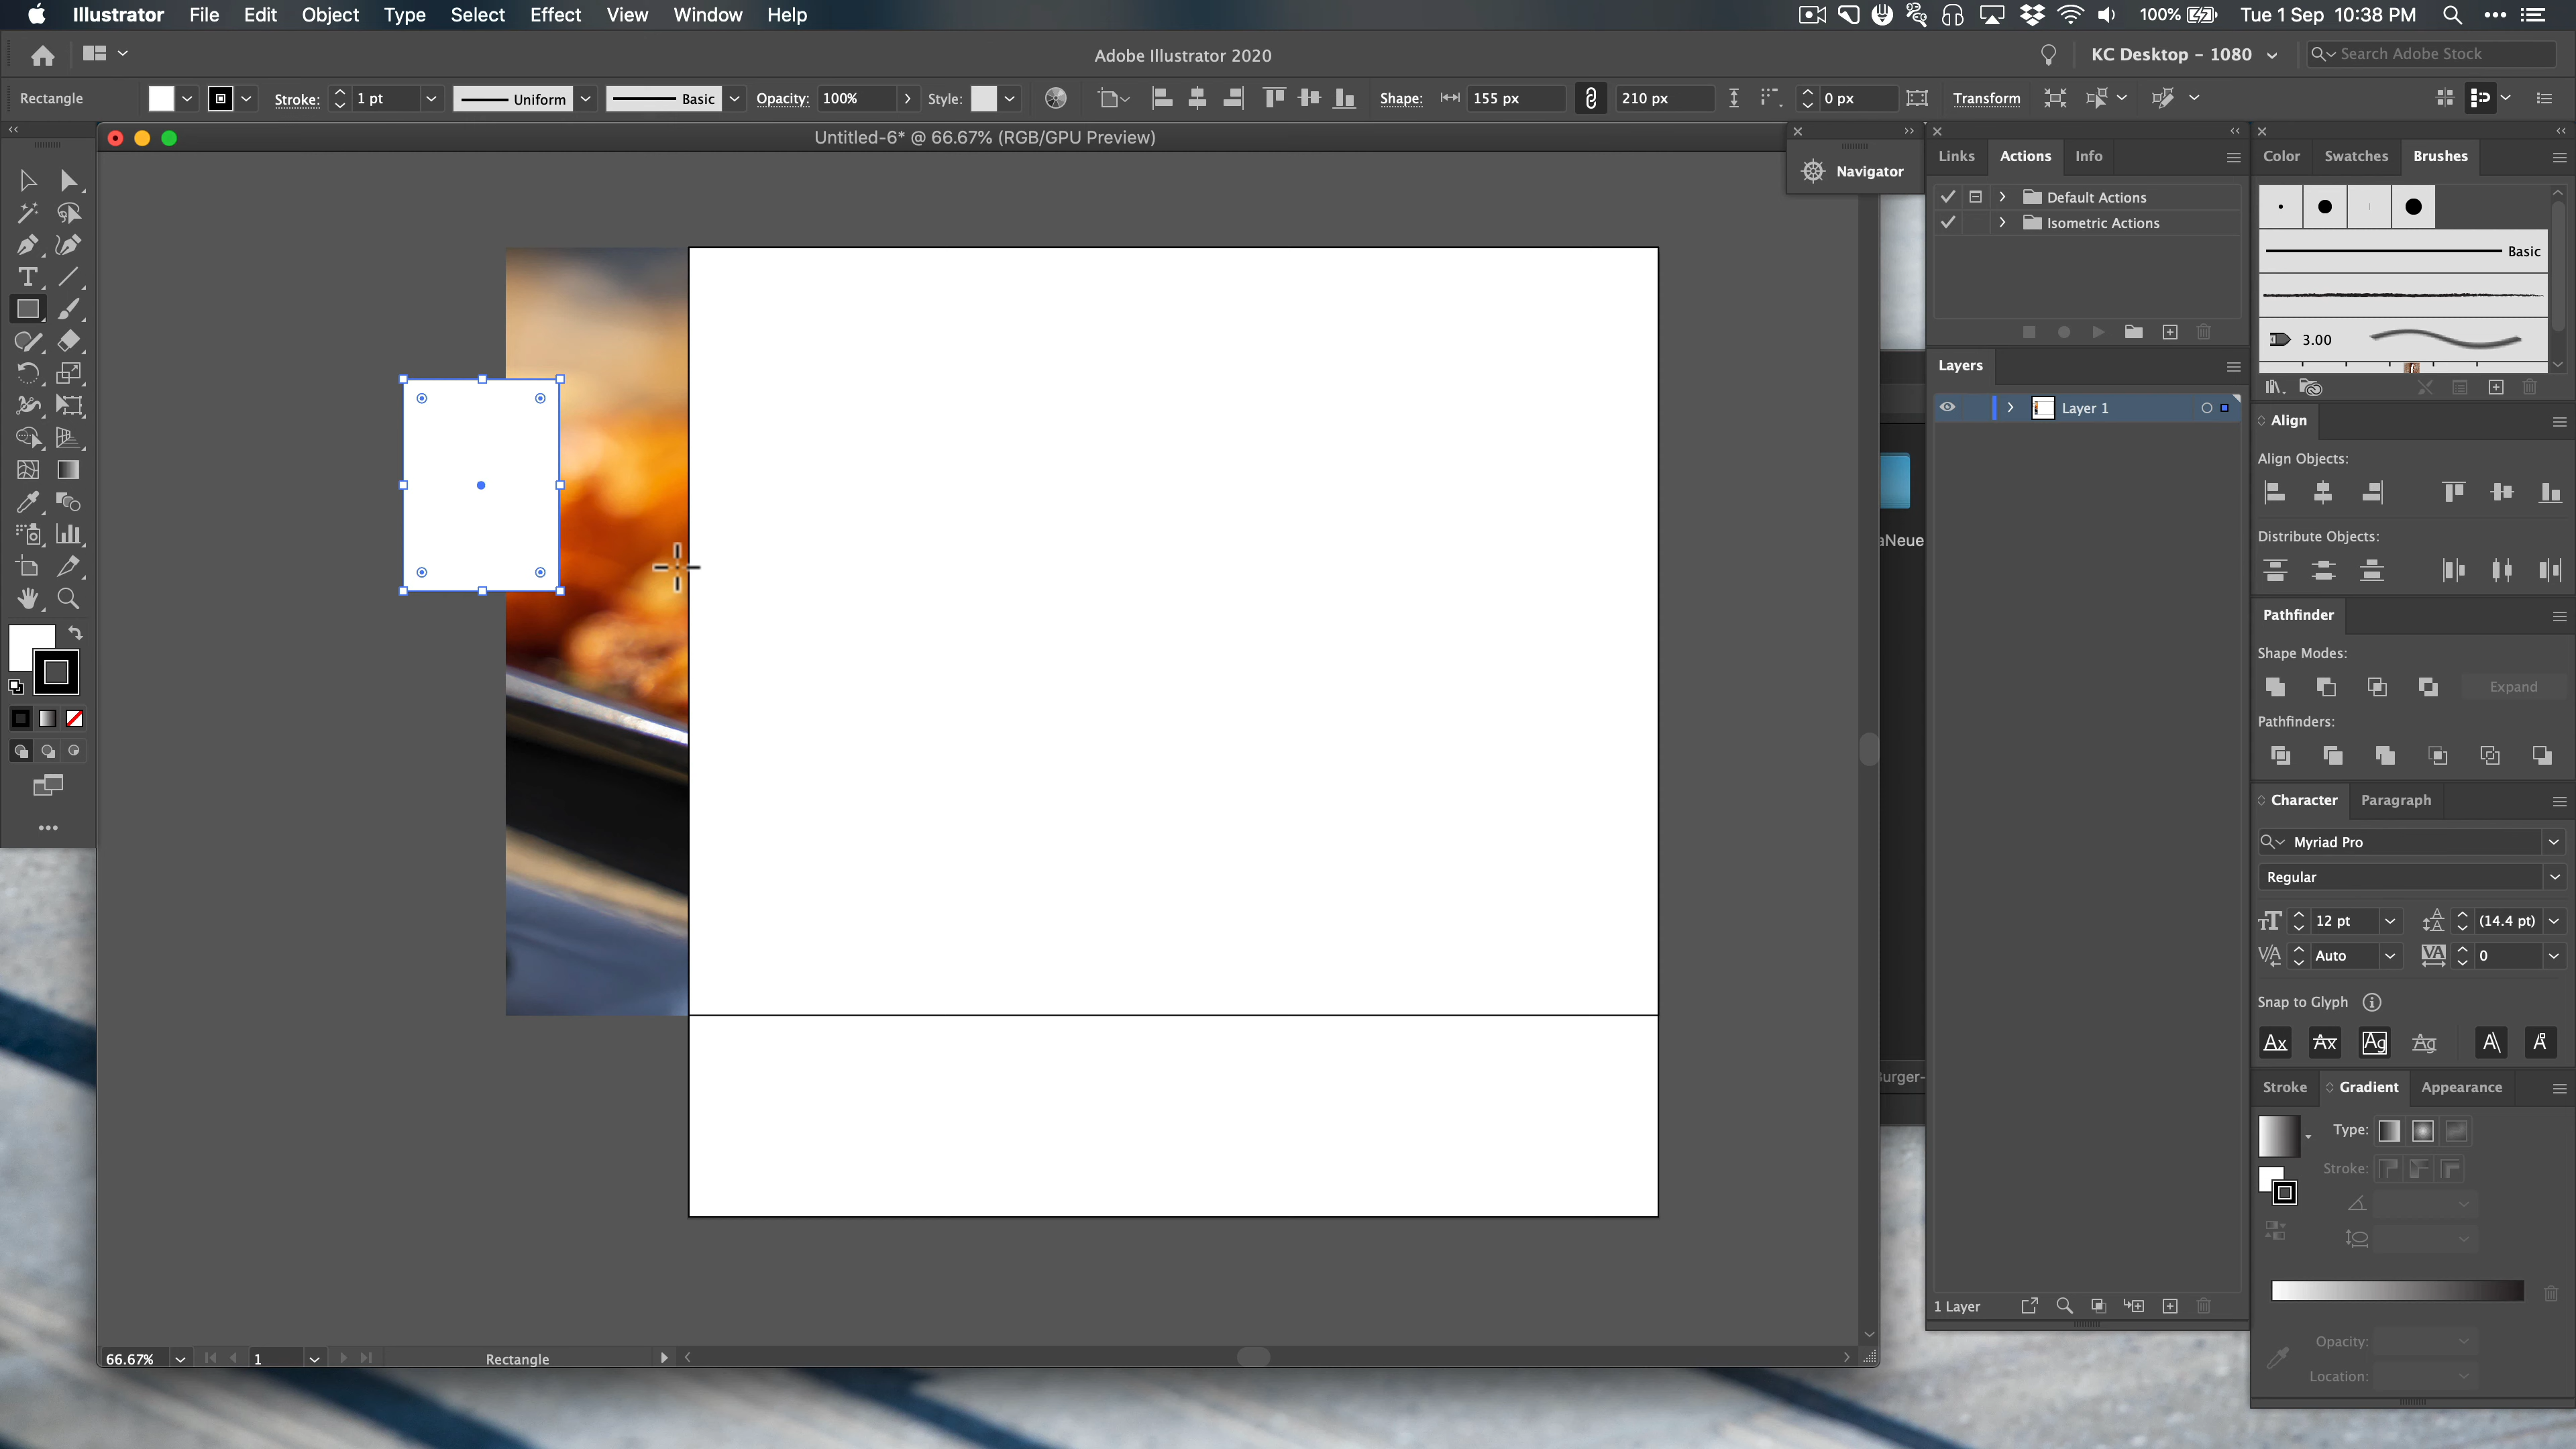 Illustrator File Edit Object Type Select Effect View Window Help
100% Tue 1 Sep 10:38 PM
Adobe Illustrator 2020
KC Desktop - 1080
Search Adobe Stock
Rectangle
Stroke: 1 pt
Uniform
Basic
Opacity: 100%
Style:
Shape: 155 px 210 px 0 px
Transform
Untitled-6* @ 66.67% (RGB/GPU Preview)
Navigator
Links Actions Info
Default Actions
Isometric Actions
Layers
Layer 1
1 Layer
aNeue
urger-
Color Swatches Brushes
Basic
3.00
Align
Align Objects:
Distribute Objects:
Pathfinder
Shape Modes:
Expand
Pathfinders:
Character Paragraph
Myriad Pro
Regular
12 pt (14.4 pt)
Auto 0
Snap to Glyph
Stroke Gradient Appearance
Type:
Stroke:
Opacity:
Location:
66.67% 1 Rectangle